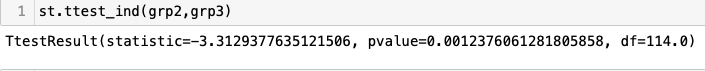 1 st.ttest_ind(grp2,grp3)
TtestResult(statistic=-3.3129377635121506, pvalue=0.0012376061281805858, df=114.0)